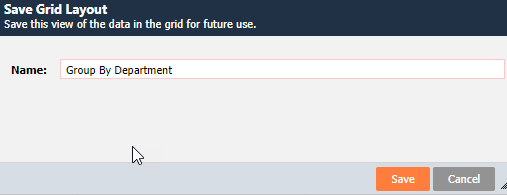 Save Grid Layout
Save this view of the data in the grid for future use.
Name: Group By Department
Save Cancel